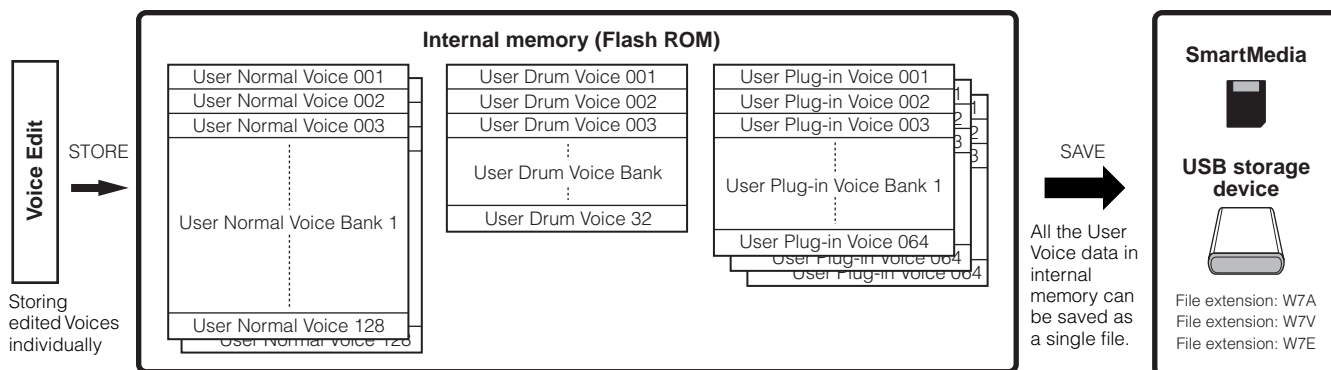 Voice Edit
Storing
edited Voices
individually
STORE
Internal memory (Flash ROM)
User Normal Voice 001
User Normal Voice 002
User Normal Voice 003
User Normal Voice Bank 1
User Normal Voice 128
User Normal Voice 128
User Drum Voice 001
User Drum Voice 002
User Drum Voice 003
User Drum Voice Bank
User Drum Voice 32
User Plug-in Voice 001
User Plug-in Voice 002
User Plug-in Voice 003
User Plug-in Voice Bank 1
User Plug-in Voice 064
User Plug-in Voice 064
User Plug-in Voice 064
1
2
3
1
2
3
SAVE
All the User
Voice data in
internal
memory can
be saved as
a single file.
SmartMedia
USB storage
device
File extension: W7A
File extension: W7V
File extension: W7E